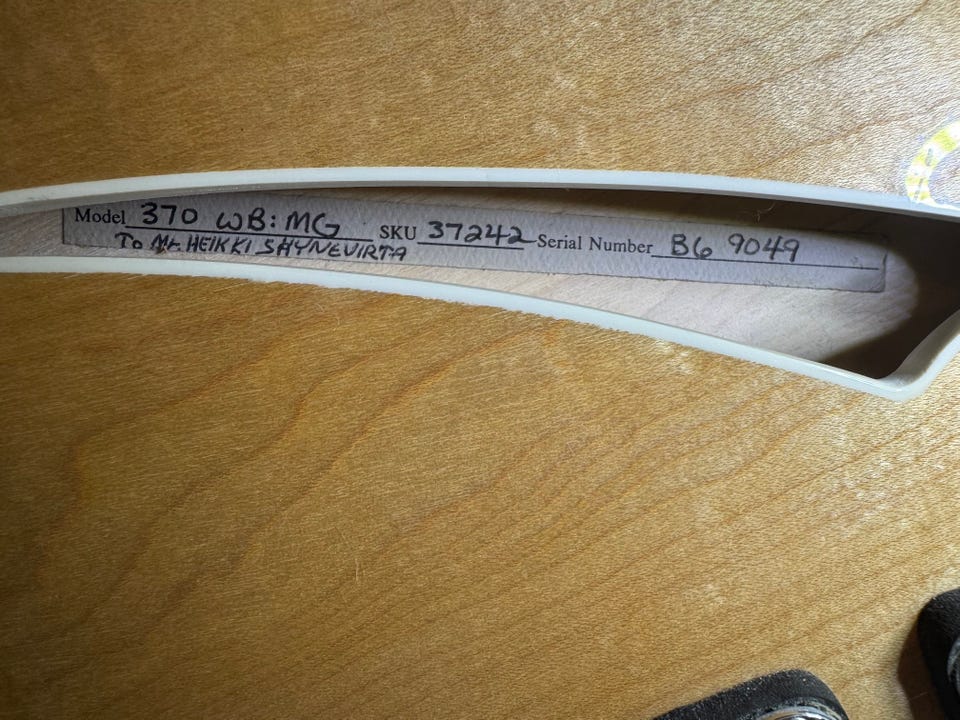 Model 370 WB:MG SKU 37242 Serial Number B6 9049
To Mr. HEIKKI SHYNEVIRTA